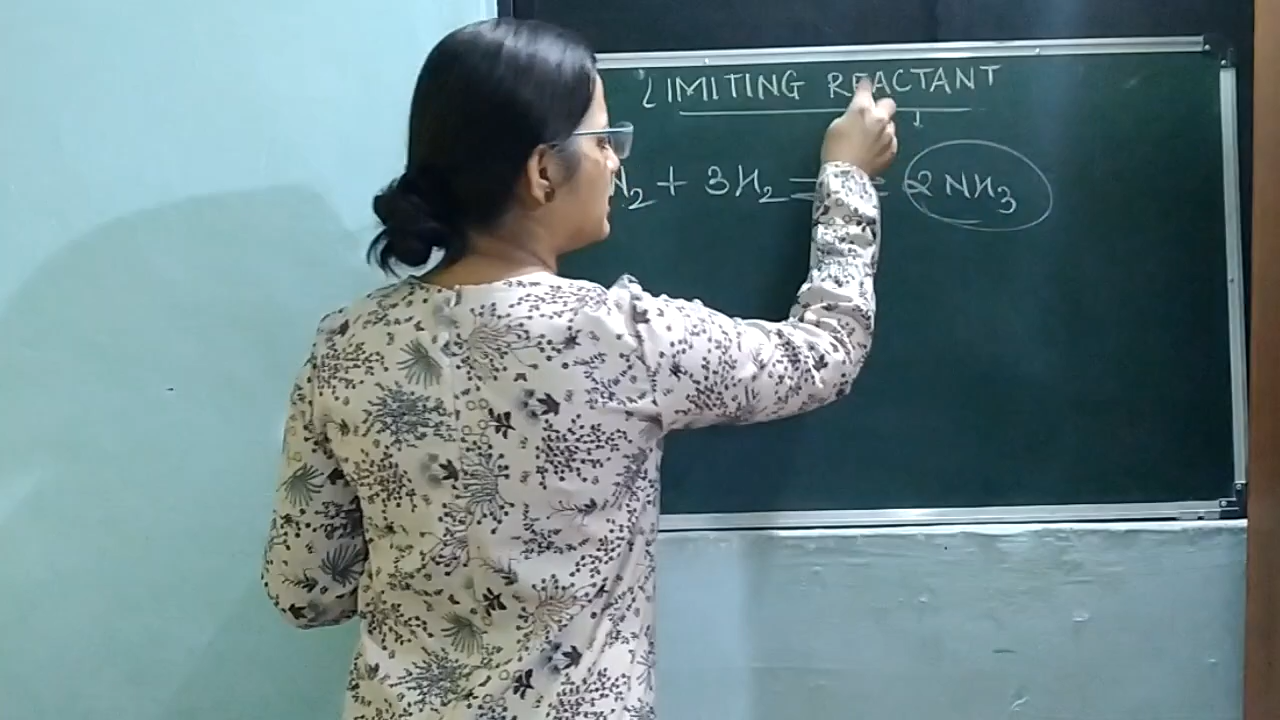 LIMITING REACTANT
N₂ + 3H₂ = 2NH₃